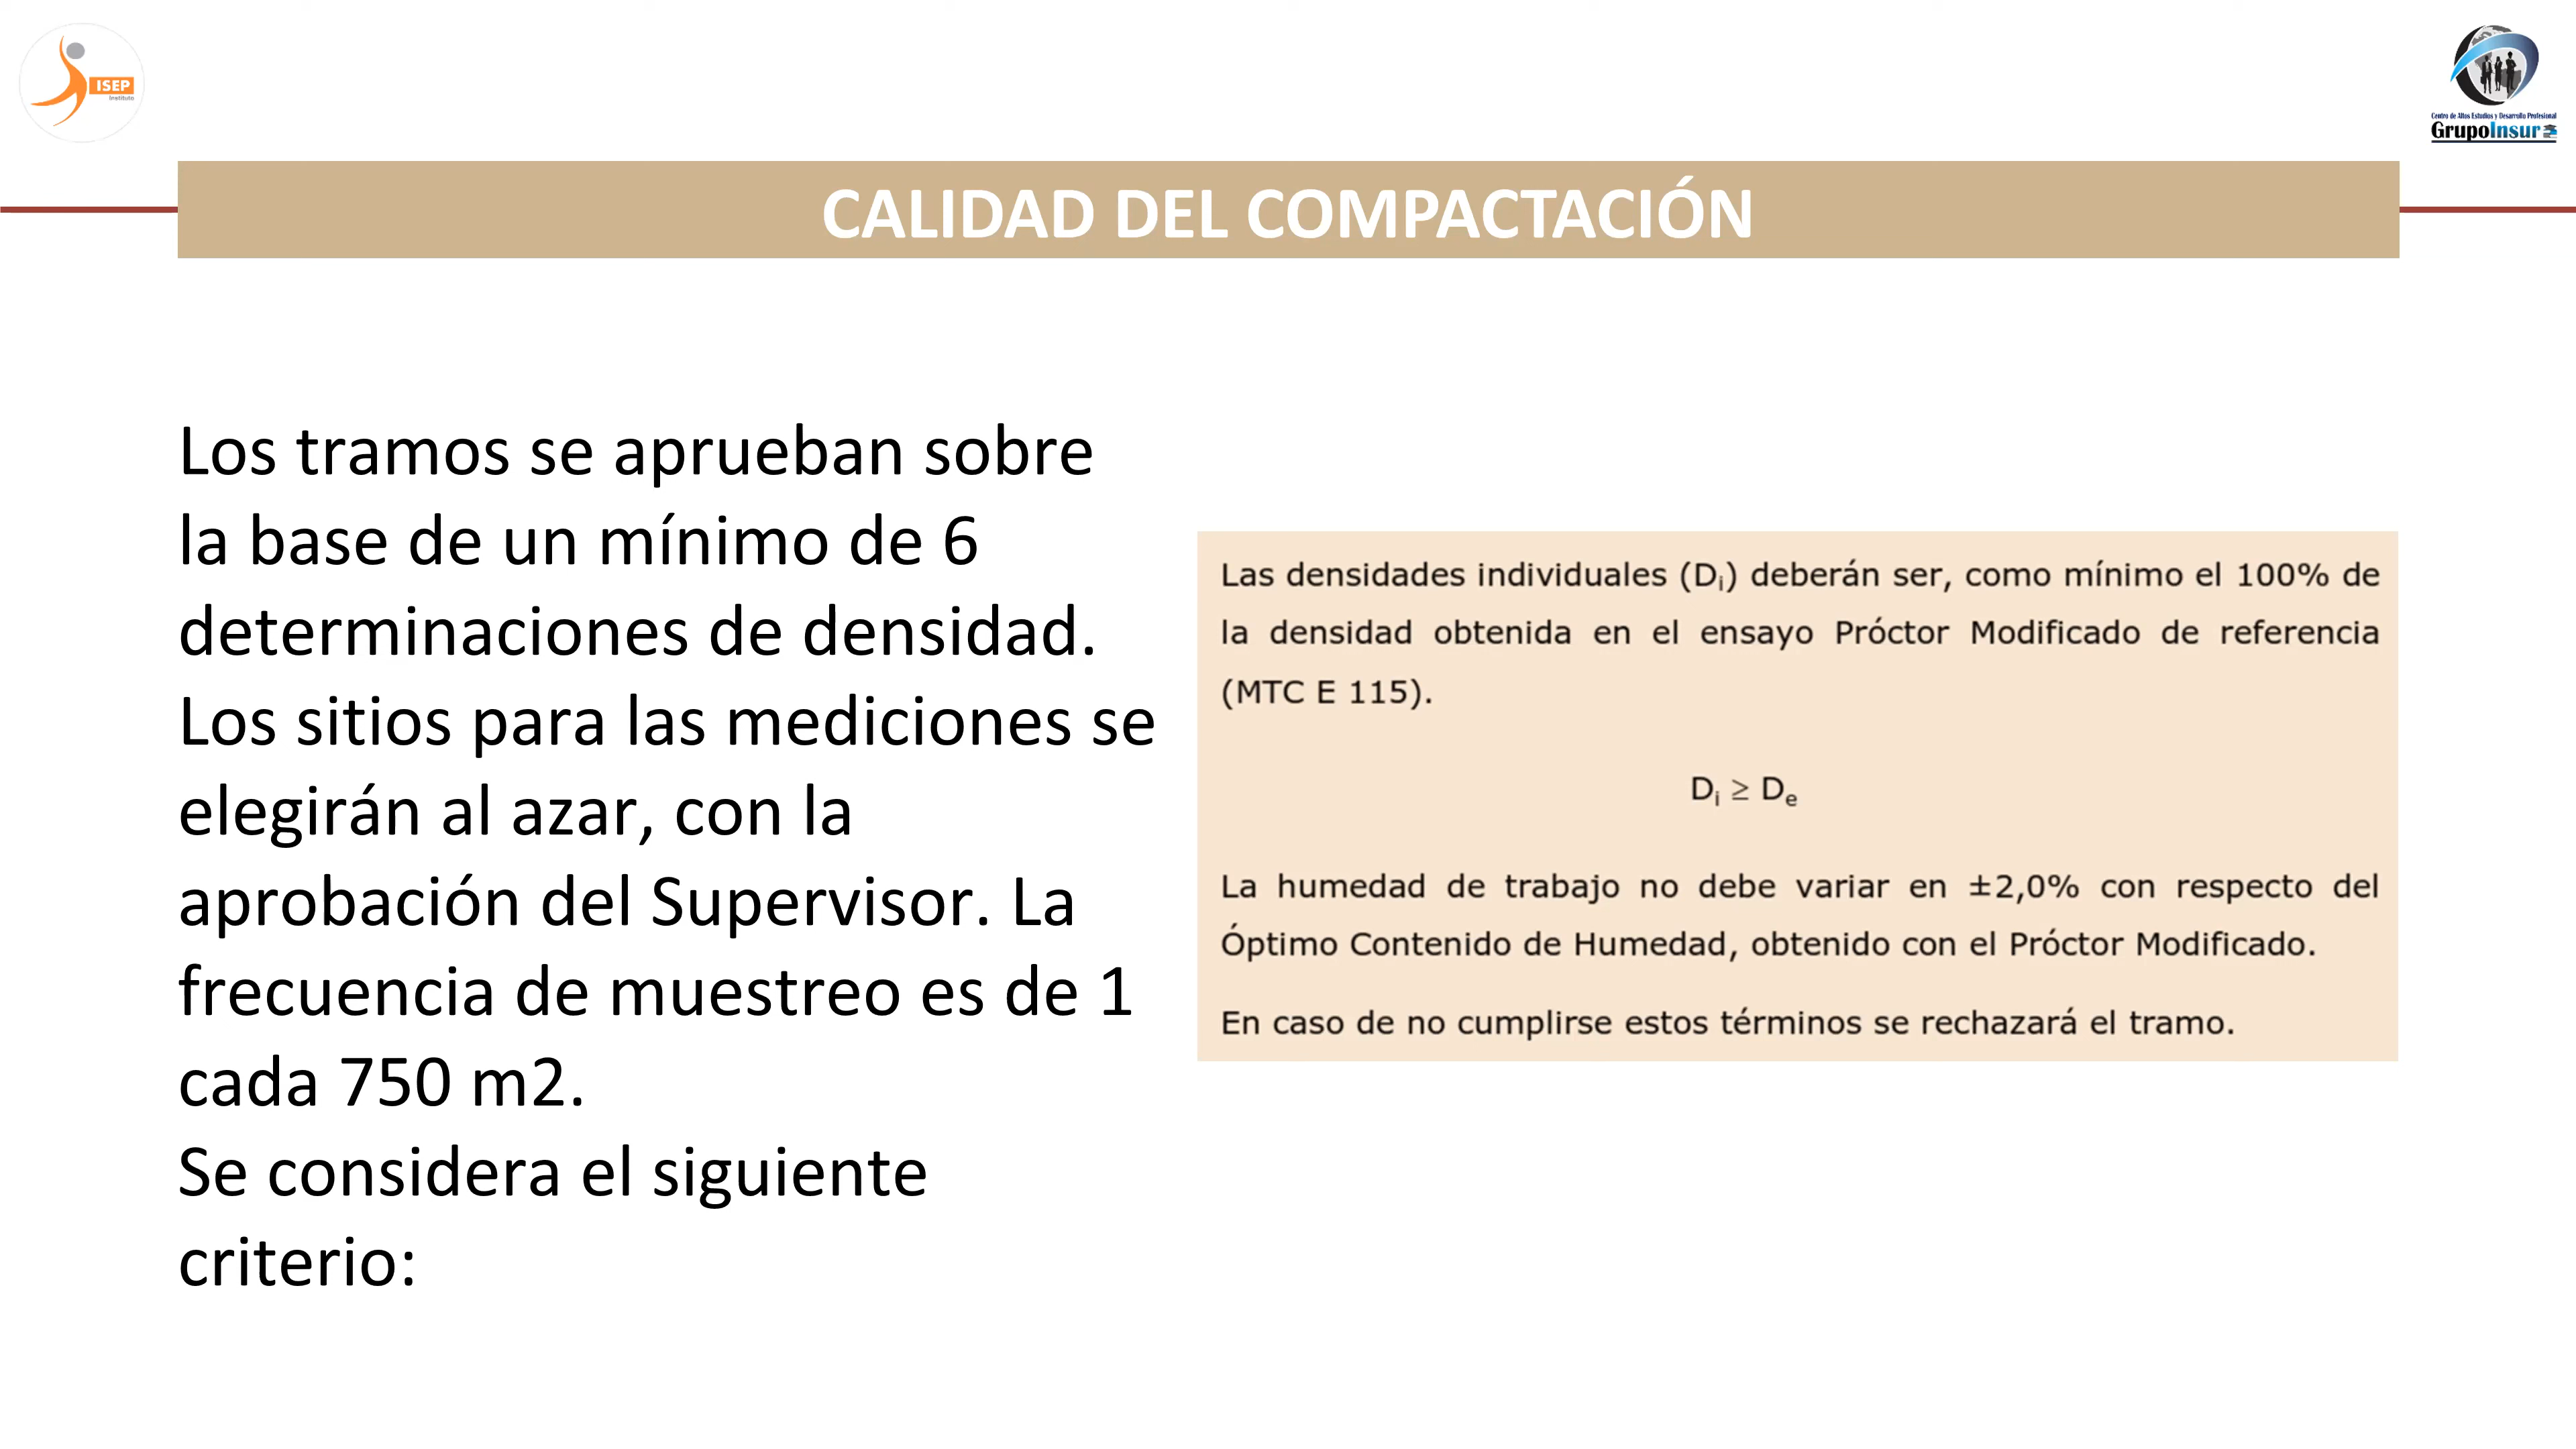 ISEP
Instituto
Centro de Altos Estudios y Desarrollo Profesional
GrupoInsur
CALIDAD DEL COMPACTACIÓN
Los tramos se aprueban sobre
la base de un mínimo de 6
determinaciones de densidad.
Los sitios para las mediciones se
elegirán al azar, con la
aprobación del Supervisor. La
frecuencia de muestreo es de 1
cada 750 m2.
Se considera el siguiente
criterio:
Las densidades individuales (Di) deberán ser, como mínimo el 100% de
la densidad obtenida en el ensayo Próctor Modificado de referencia
(MTC E 115).
Di ≥ De
La humedad de trabajo no debe variar en ±2,0% con respecto del
Óptimo Contenido de Humedad, obtenido con el Próctor Modificado.
En caso de no cumplirse estos términos se rechazará el tramo.